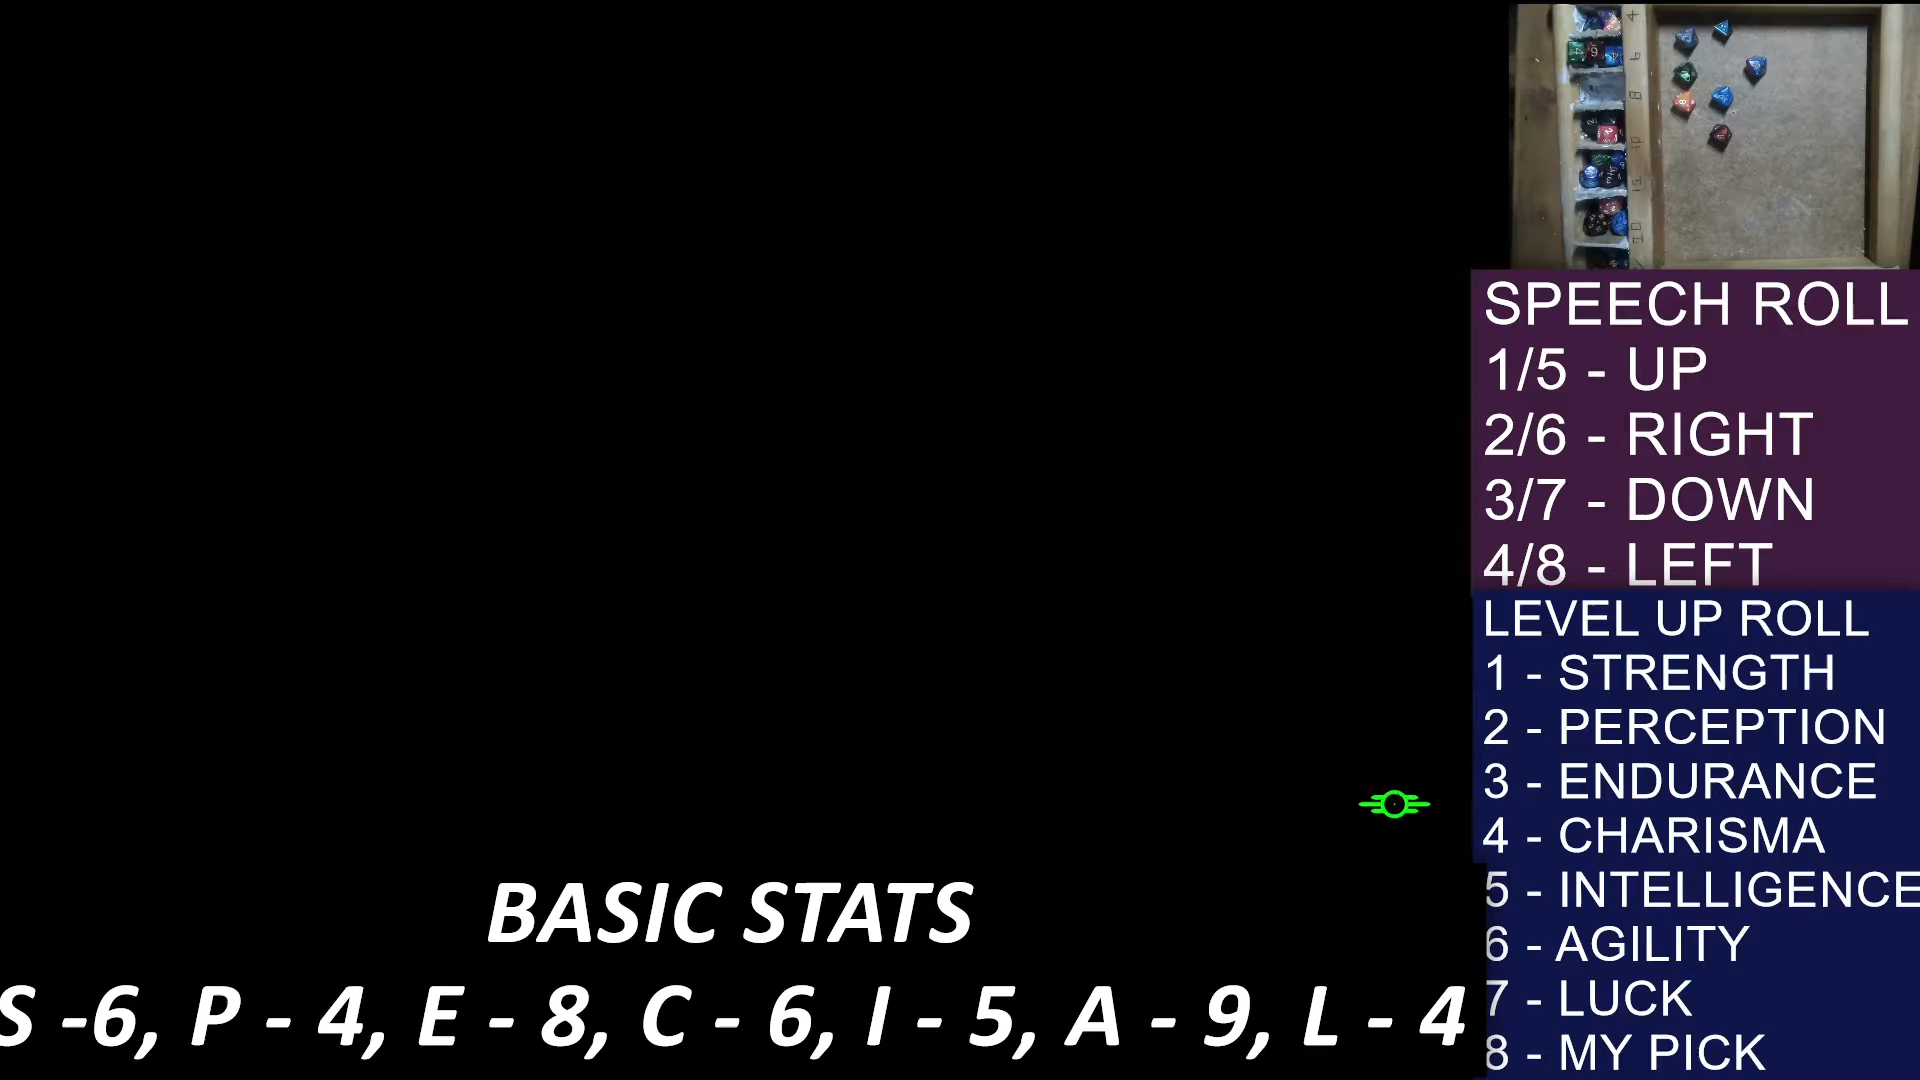 SPEECH ROLL
1/5 - UP
2/6 - RIGHT
3/7 - DOWN
4/8 - LEFT
LEVEL UP ROLL
1 - STRENGTH
2 - PERCEPTION
3 - ENDURANCE
4 - CHARISMA
5 - INTELLIGENCE
6 - AGILITY
7 - LUCK
8 - MY PICK
BASIC STATS
S -6, P - 4, E - 8, C - 6, I - 5, A - 9, L - 4